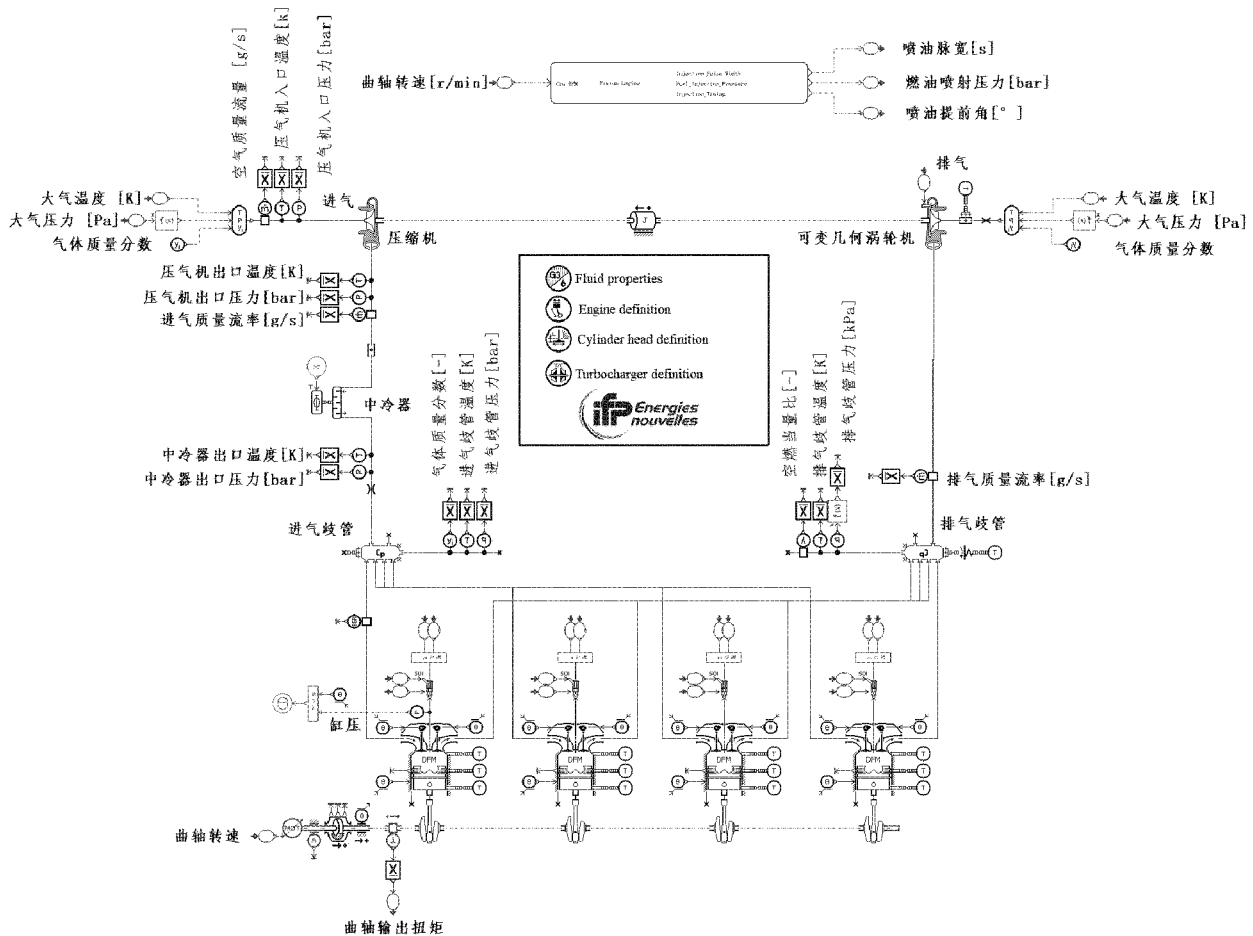 空气质量流量 [g/s]
压气机入口温度[k]
压气机入口压力[bar]
曲轴转速[r/min]
Injection_Pulse_Width
Fuel_Injection_Pressure
Injection_Timing
喷油脉宽[s]
燃油喷射压力[bar]
喷油提前角[°]
大气温度 [K]
大气压力 [Pa]
气体质量分数
进气
压缩机
J
排气
可变几何涡轮机
大气温度 [K]
大气压力 [Pa]
气体质量分数
压气机出口温度[K]
压气机出口压力[bar]
进气质量流率[g/s]
Fluid properties
Engine definition
Cylinder head definition
Turbocharger definition
ifp Energies
nouvelles
中冷器
中冷器出口温度[K]
中冷器出口压力[bar]
气体质量分数[-]
进气歧管温度[K]
进气歧管压力[bar]
空燃当量比[-]
排气歧管温度[K]
排气歧管压力[kPa]
排气质量流率[g/s]
进气歧管
排气歧管
SOI
SOI
SOI
SOI
缸压
DFM
DFM
DFM
DFM
曲轴转速
曲轴输出扭矩